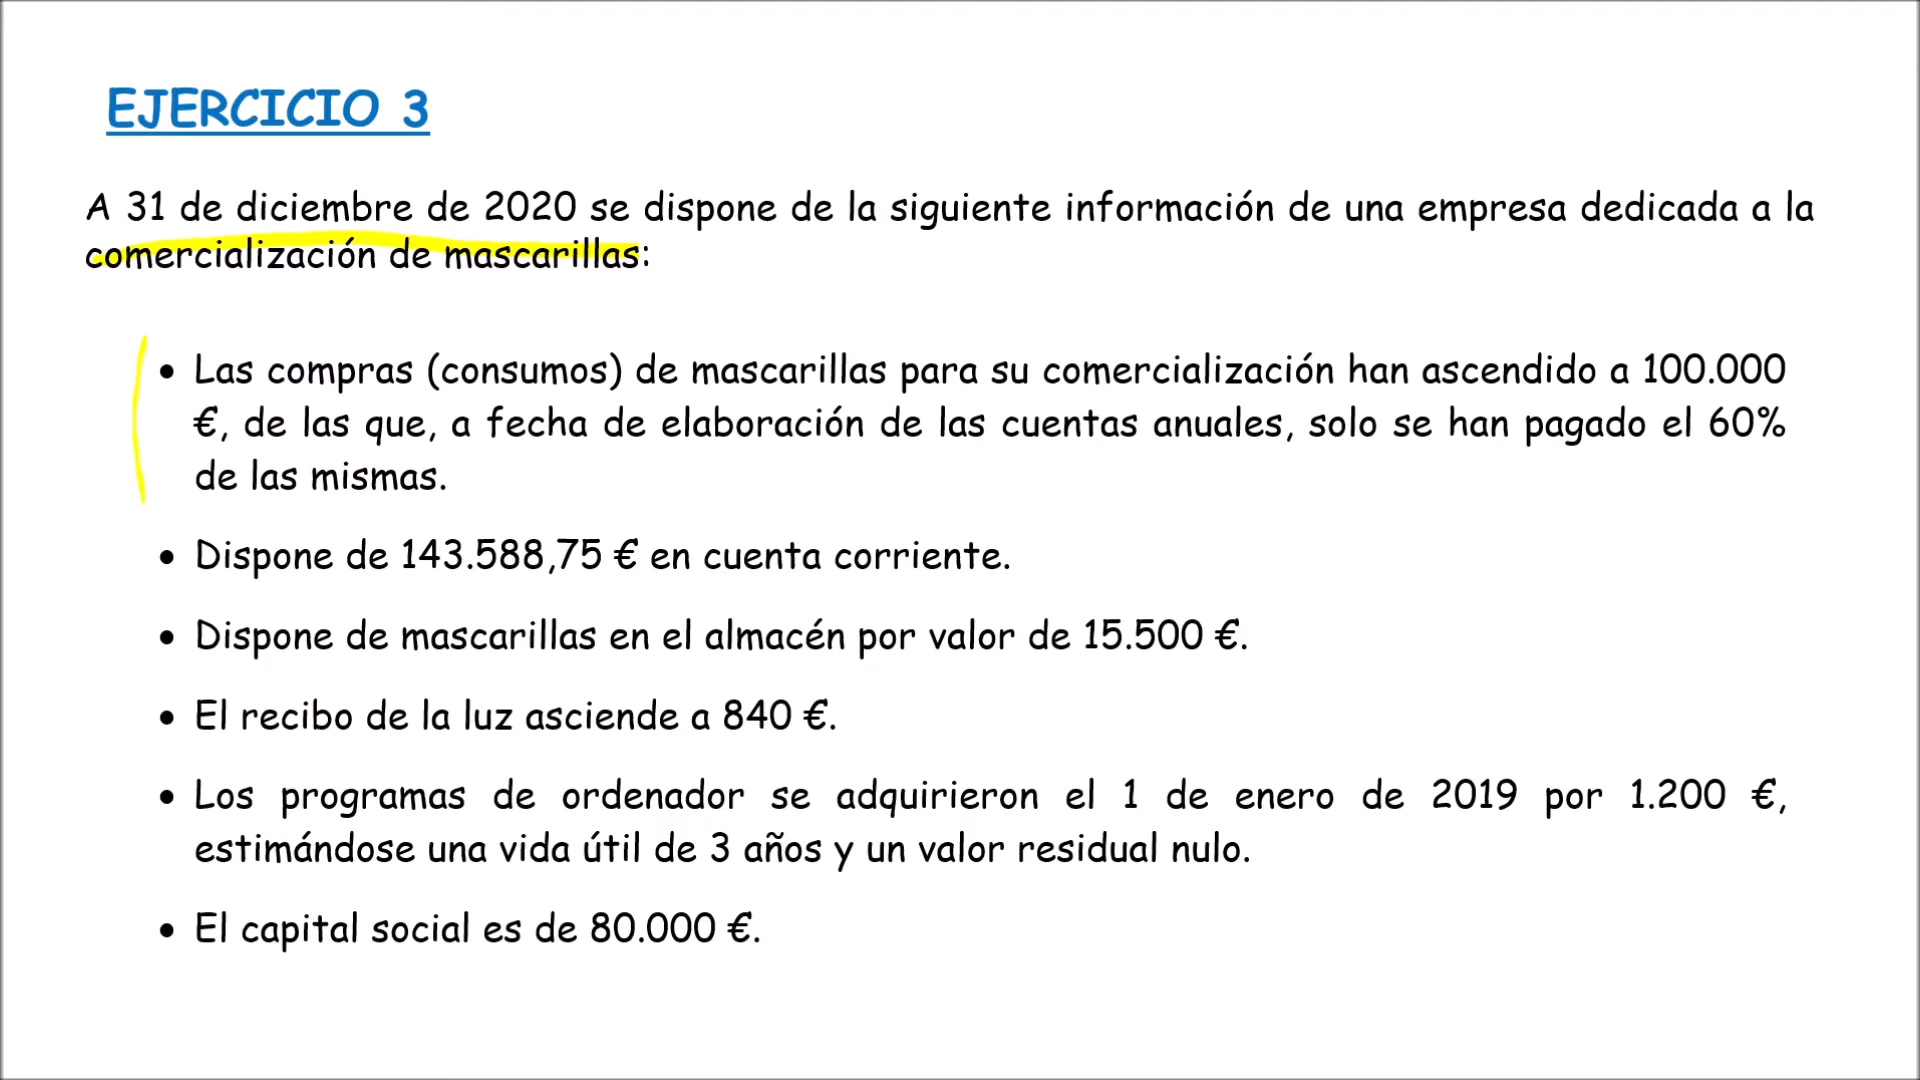 EJERCICIO 3
A 31 de diciembre de 2020 se dispone de la siguiente información de una empresa dedicada a la
comercialización de mascarillas:
• Las compras (consumos) de mascarillas para su comercialización han ascendido a 100.000
€, de las que, a fecha de elaboración de las cuentas anuales, solo se han pagado el 60%
de las mismas.
• Dispone de 143.588,75 € en cuenta corriente.
• Dispone de mascarillas en el almacén por valor de 15.500 €.
• El recibo de la luz asciende a 840 €.
• Los programas de ordenador se adquirieron el 1 de enero de 2019 por 1.200 €,
estimándose una vida útil de 3 años y un valor residual nulo.
• El capital social es de 80.000 €.